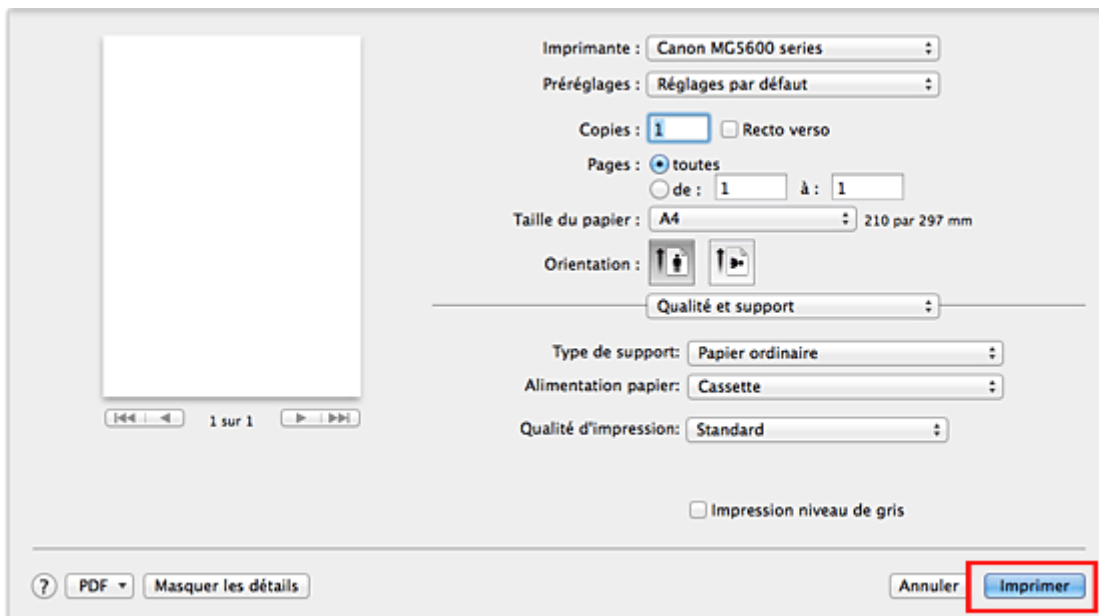 Imprimante : Canon MG5600 series
Préréglages : Réglages par défaut
Copies : 1 Recto verso
Pages : toutes
de : 1 à : 1
Taille du papier : A4 210 par 297 mm
Orientation :
Qualité et support
Type de support: Papier ordinaire
Alimentation papier: Cassette
1 sur 1
Qualité d'impression: Standard
Impression niveau de gris
? PDF Masquer les détails Annuler Imprimer